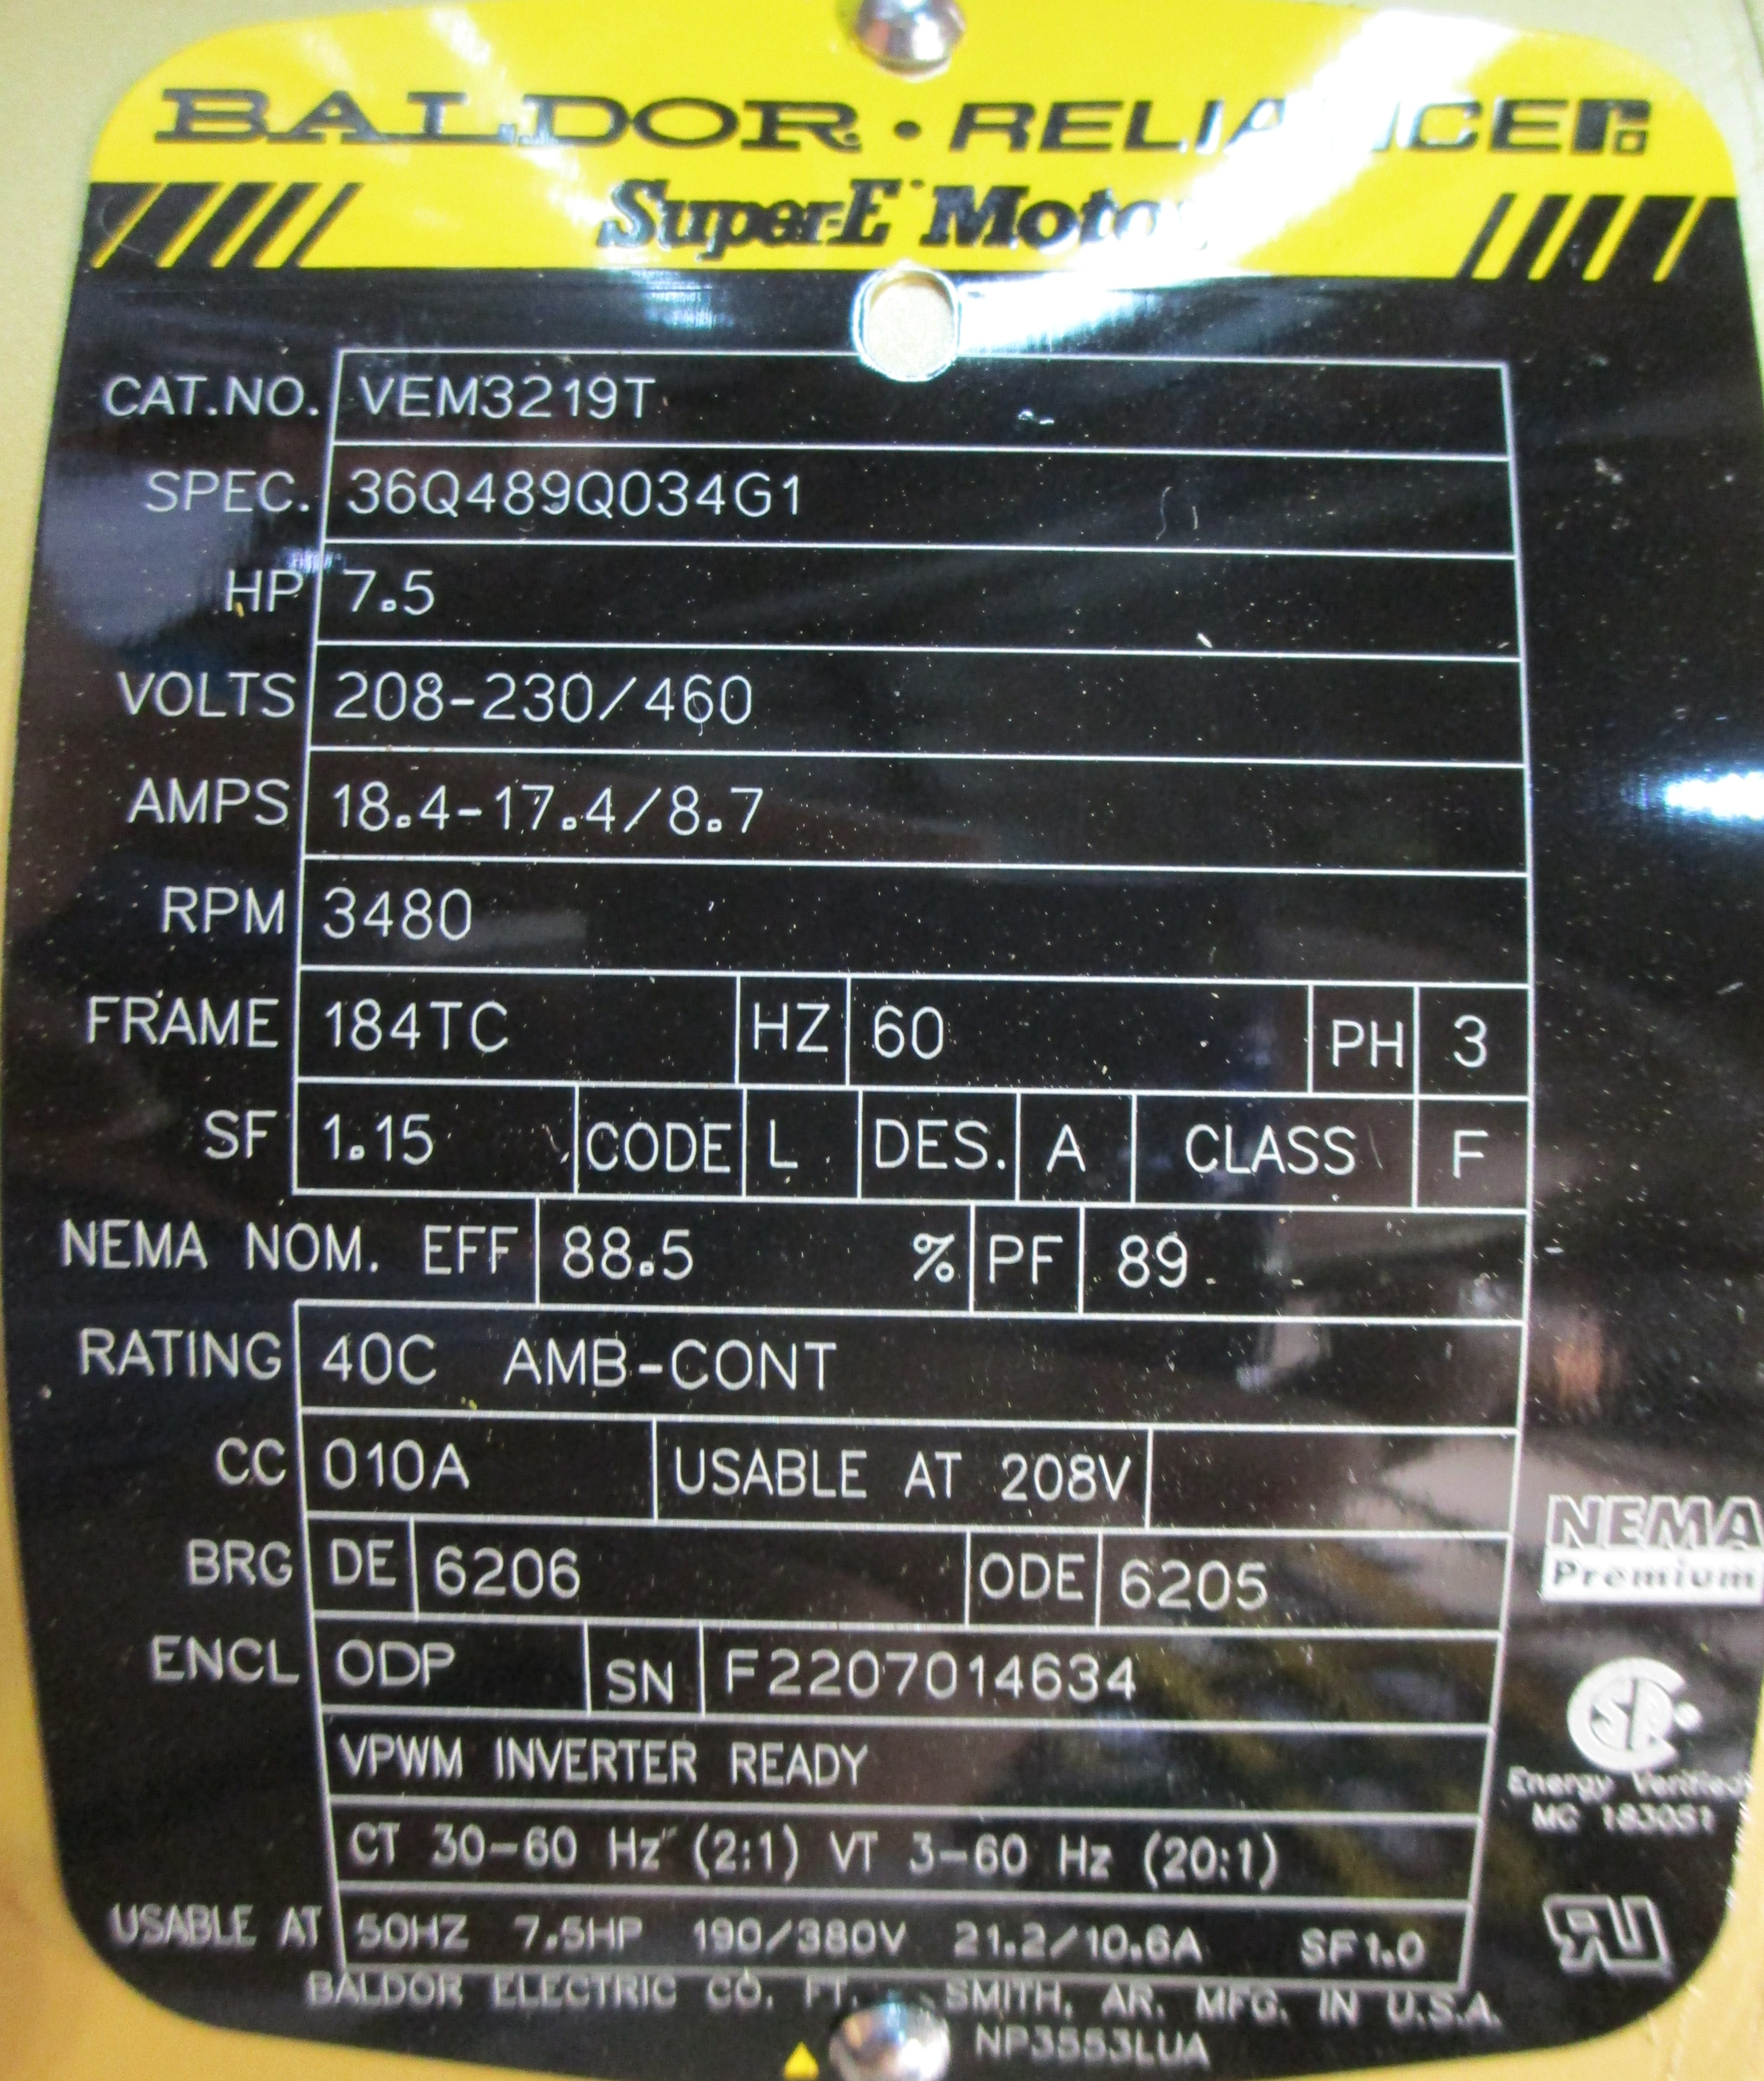 BALDOR • RELIANCE
Super-E Motor
CAT.NO. VEM3219T
SPEC. 36Q489Q034G1
HP 7.5
VOLTS 208-230/460
AMPS 18.4-17.4/8.7
RPM 3480
FRAME 184TC HZ 60 PH 3
SF 1.15 CODE L DES. A CLASS F
NEMA NOM. EFF 88.5 % PF 89
RATING 40C AMB-CONT
CC 010A USABLE AT 208V
BRG DE 6206 ODE 6205
ENCL ODP SN F2207014634
VPWM INVERTER READY
CT 30-60 Hz (2:1) VT 3-60 Hz (20:1)
USABLE AT 50HZ 7.5HP 190/380V 21.2/10.6A SF1.0
BALDOR ELECTRIC CO. FT. SMITH, AR. MFG. IN U.S.A.
NP3553LUA
NEMA
Premium
Energy Verified
MC 183051